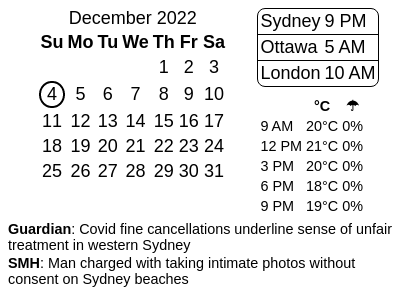 December 2022
Su Mo Tu We Th Fr Sa
1 2 3
4 5 6 7 8 9 10
11 12 13 14 15 16 17
18 19 20 21 22 23 24
25 26 27 28 29 30 31
Sydney 9 PM
Ottawa 5 AM
London 10 AM
°C ☂
9 AM 20°C 0%
12 PM 21°C 0%
3 PM 20°C 0%
6 PM 18°C 0%
9 PM 19°C 0%
Guardian: Covid fine cancellations underline sense of unfair
treatment in western Sydney
SMH: Man charged with taking intimate photos without
consent on Sydney beaches